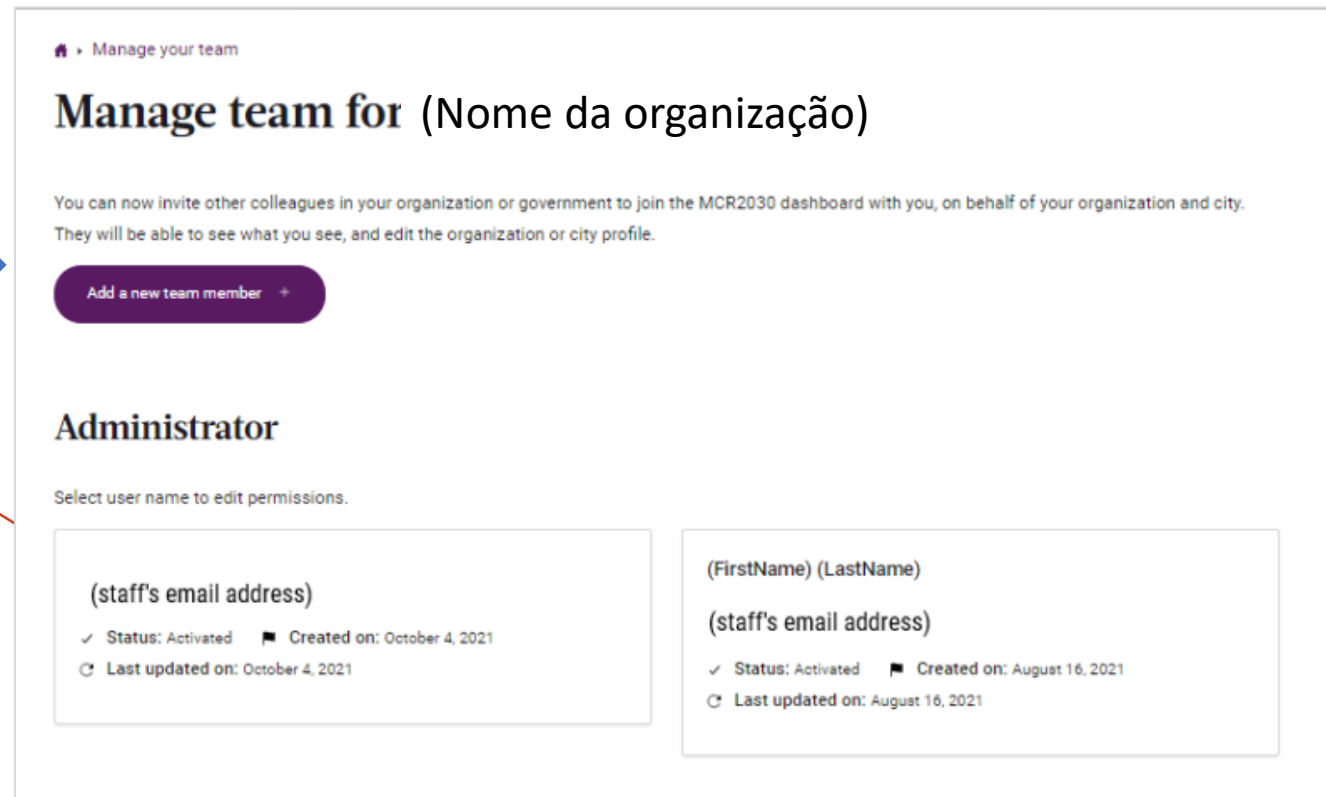 Manage your team
Manage team for (Nome da organização)
You can now invite other colleagues in your organization or government to join the MCR2030 dashboard with you, on behalf of your organization and city.
They will be able to see what you see, and edit the organization or city profile.
Add a new team member +
Administrator
Select user name to edit permissions.
(staff's email address)
Status: Activated Created on: October 4, 2021
Last updated on: October 4, 2021
(FirstName) (LastName)
(staff's email address)
Status: Activated Created on: August 16, 2021
Last updated on: August 16, 2021